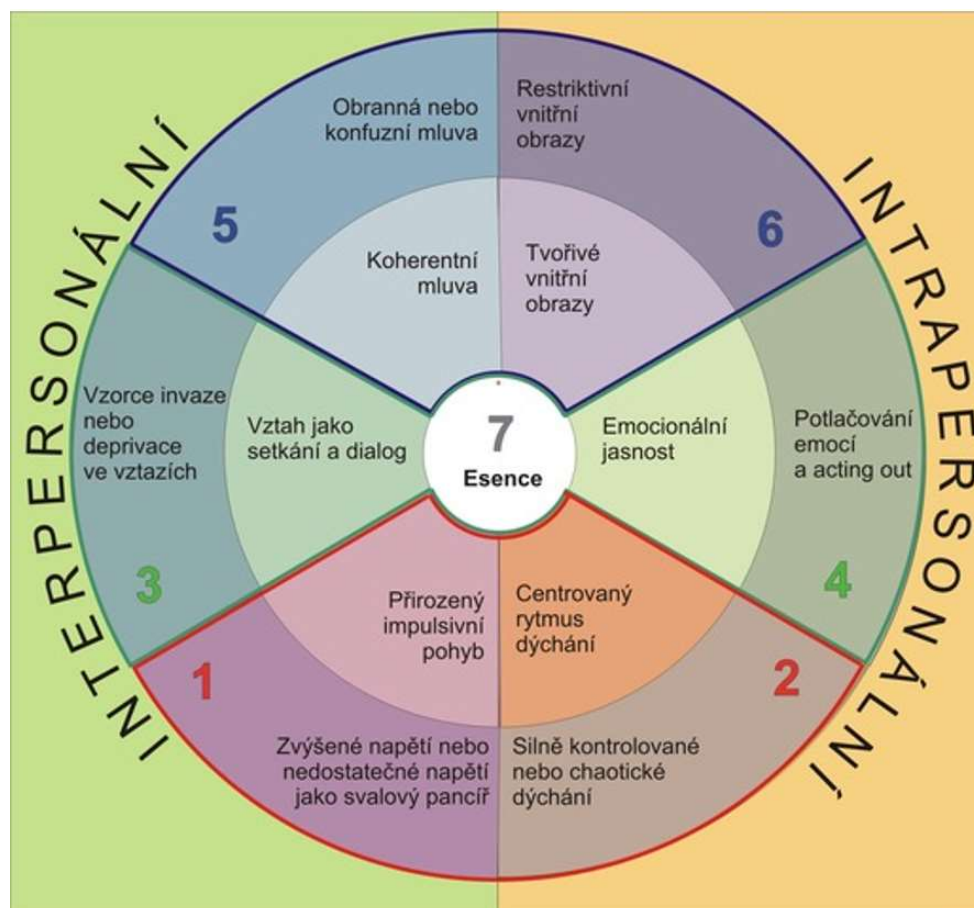 INTERPERSONÁLNÍ
INTRAPERSONÁLNÍ
Obranná nebo
konfuzní mluva
5
Restriktivní
vnitřní
obrazy
6
Koherentní
mluva
Tvořivé
vnitřní
obrazy
Vzorce invaze
nebo
deprivace
ve vztazích
3
Vztah jako
setkání a dialog
7
Esence
Emocionální
jasnost
Potlačování
emocí
a acting out
4
Přirozený
impulsivní
pohyb
Centrovaný
rytmus
dýchání
1
Zvýšené napětí nebo
nedostatečné napětí
jako svalový pancíř
2
Silně kontrolované
nebo chaotické
dýchání